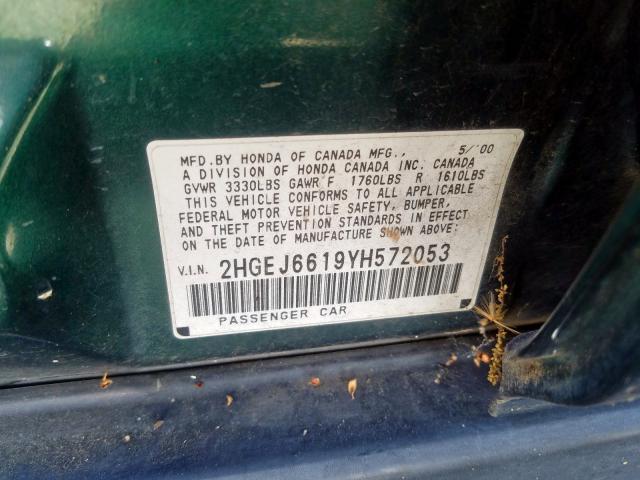 MFD.BY HONDA OF CANADA MFG., 5/'00
A DIVISION OF HONDA CANADA INC. CANADA
GVWR 3330LBS GAWR F 1760LBS R 1610LBS
THIS VEHICLE CONFORMS TO ALL APPLICABLE
FEDERAL MOTOR VEHICLE SAFETY, BUMPER,
AND THEFT PREVENTION STANDARDS IN EFFECT
ON THE DATE OF MANUFACTURE SHOWN ABOVE:
V.I.N. 2HGEJ6619YH572053
PASSENGER CAR